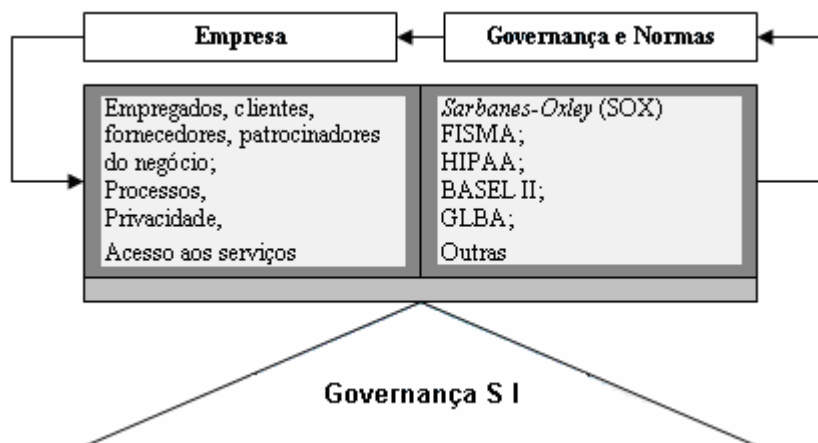 Empresa
Governança e Normas
Empregados, clientes,
fornecedores, patrocinadores
do negócio;
Processos,
Privacidade,
Acesso aos serviços
Sarbanes-Oxley (SOX)
FISMA;
HIPAA;
BASEL II;
GLBA;
Outras
Governança S I